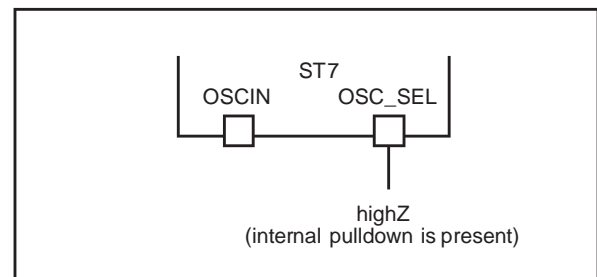 ST7
OSCIN OSC_SEL
highZ
(internal pulldown is present)